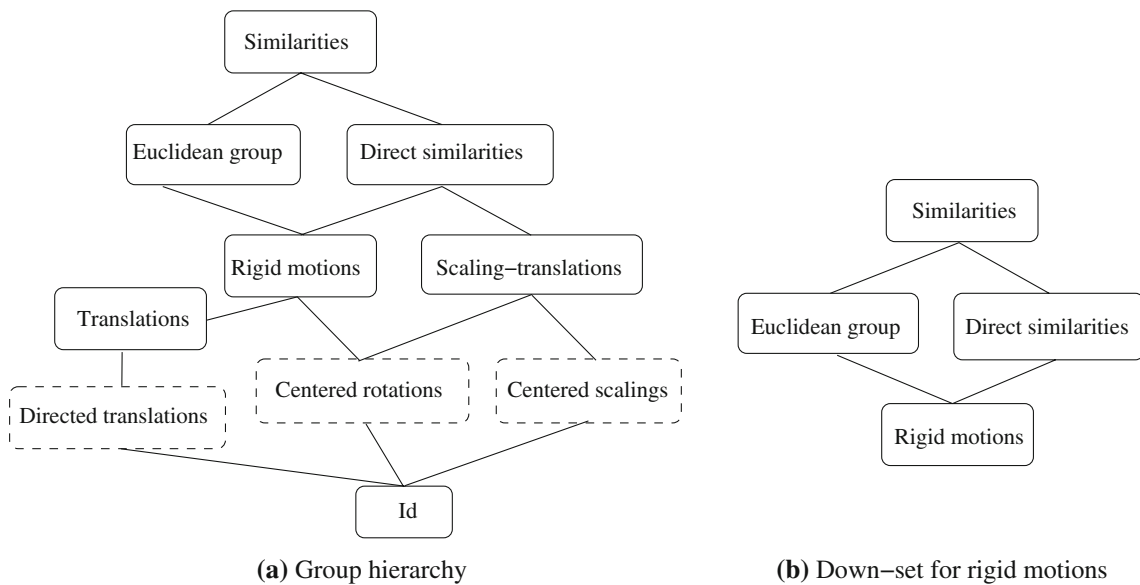 Similarities
Euclidean group
Direct similarities
Rigid motions
Scaling−translations
Translations
Centered rotations
Centered scalings
Directed translations
Id
(a) Group hierarchy
Similarities
Euclidean group
Direct similarities
Rigid motions
(b) Down−set for rigid motions